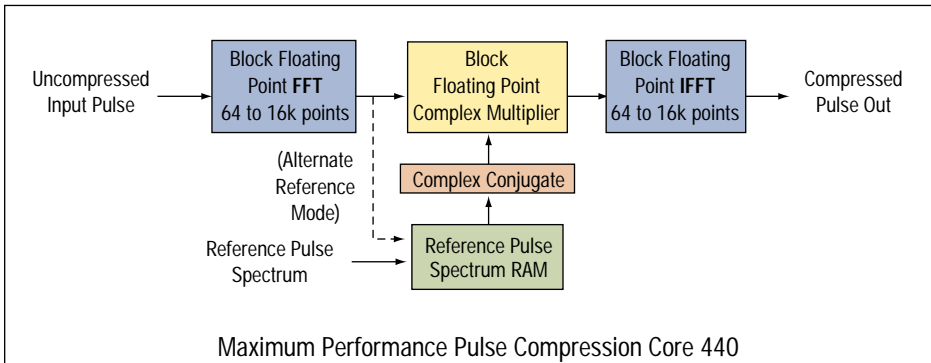 Uncompressed
Input Pulse
Block Floating
Point FFT
64 to 16k points
Block
Floating Point
Complex Multiplier
Block Floating
Point IFFT
64 to 16k points
Compressed
Pulse Out
(Alternate
Reference
Mode)
Complex Conjugate
Reference Pulse
Spectrum
Reference Pulse
Spectrum RAM
Maximum Performance Pulse Compression Core 440